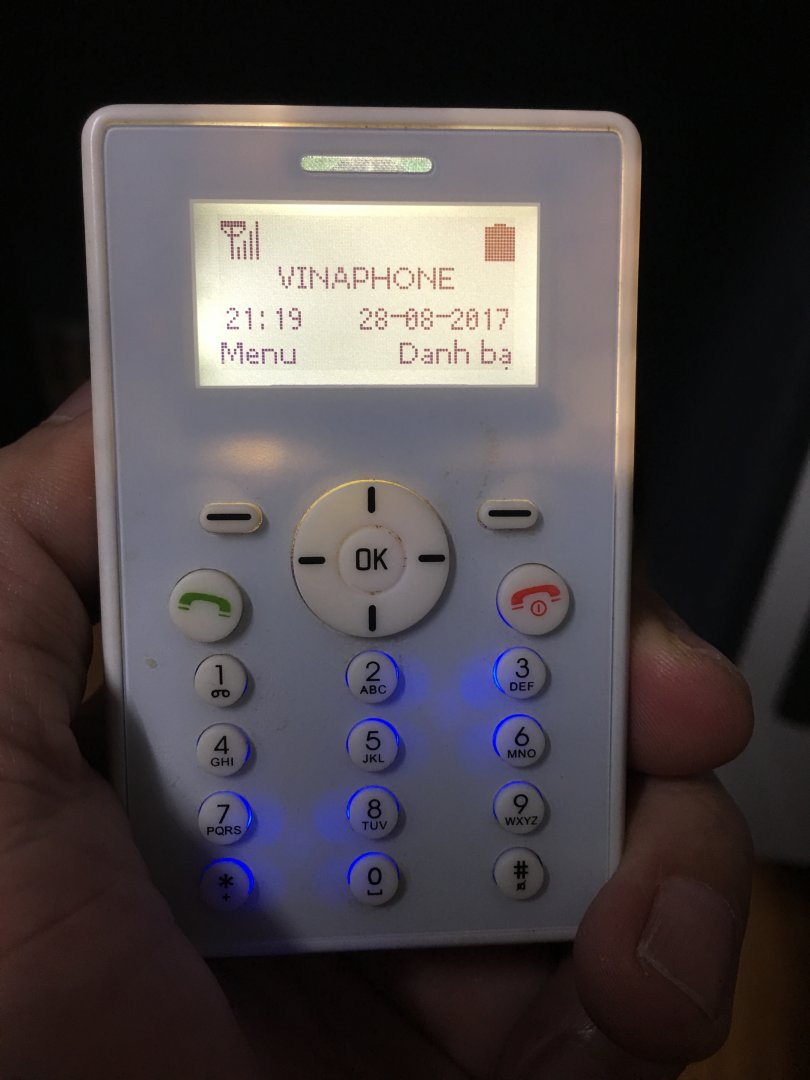 VINAPHONE
21:19 28-08-2017
Menu Danh bạ
OK
1 2 ABC 3 DEF
4 GHI 5 JKL 6 MNO
7 PQRS 8 TUV 9 WXYZ
* + 0 #